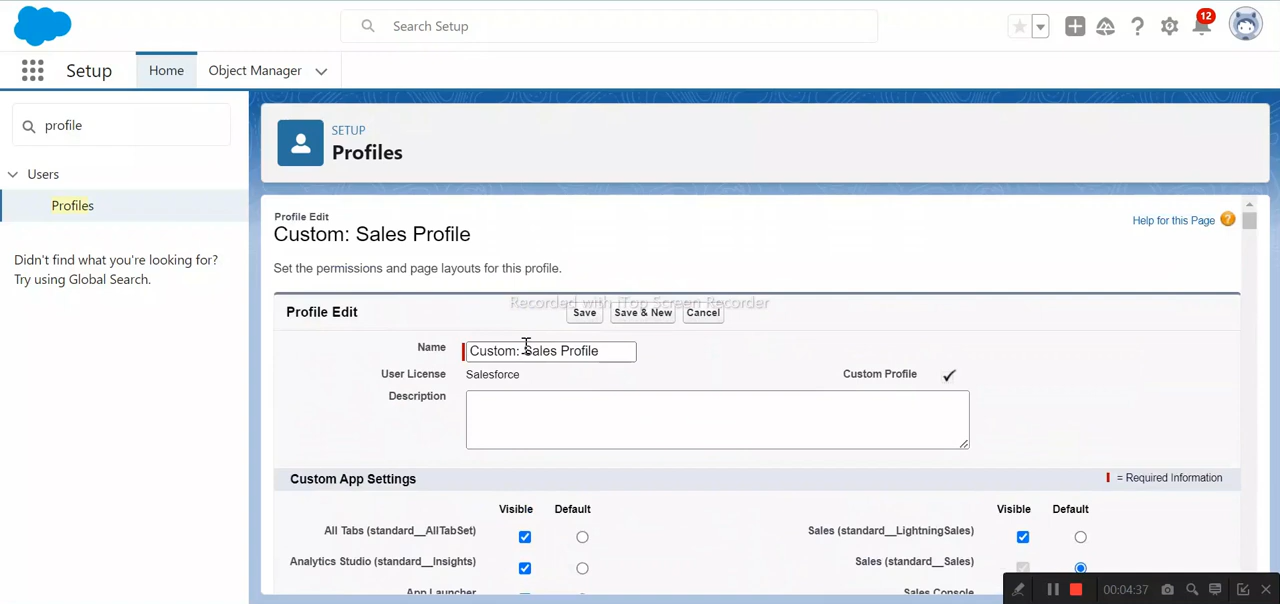 Search Setup
12
Setup
Home
Object Manager
profile
Users
Profiles
Didn't find what you're looking for?
Try using Global Search.
SETUP
Profiles
Profile Edit
Custom: Sales Profile
Help for this Page
Set the permissions and page layouts for this profile.
Recorded with iTop Screen Recorder
Profile Edit
Save
Save & New
Cancel
Name
Custom: Sales Profile
User License
Salesforce
Custom Profile
Description
Custom App Settings
= Required Information
Visible Default
Visible Default
All Tabs (standard__AllTabSet)
Sales (standard__LightningSales)
Analytics Studio (standard__Insights)
Sales (standard__Sales)
App Launcher
Sales Console
00:04:37